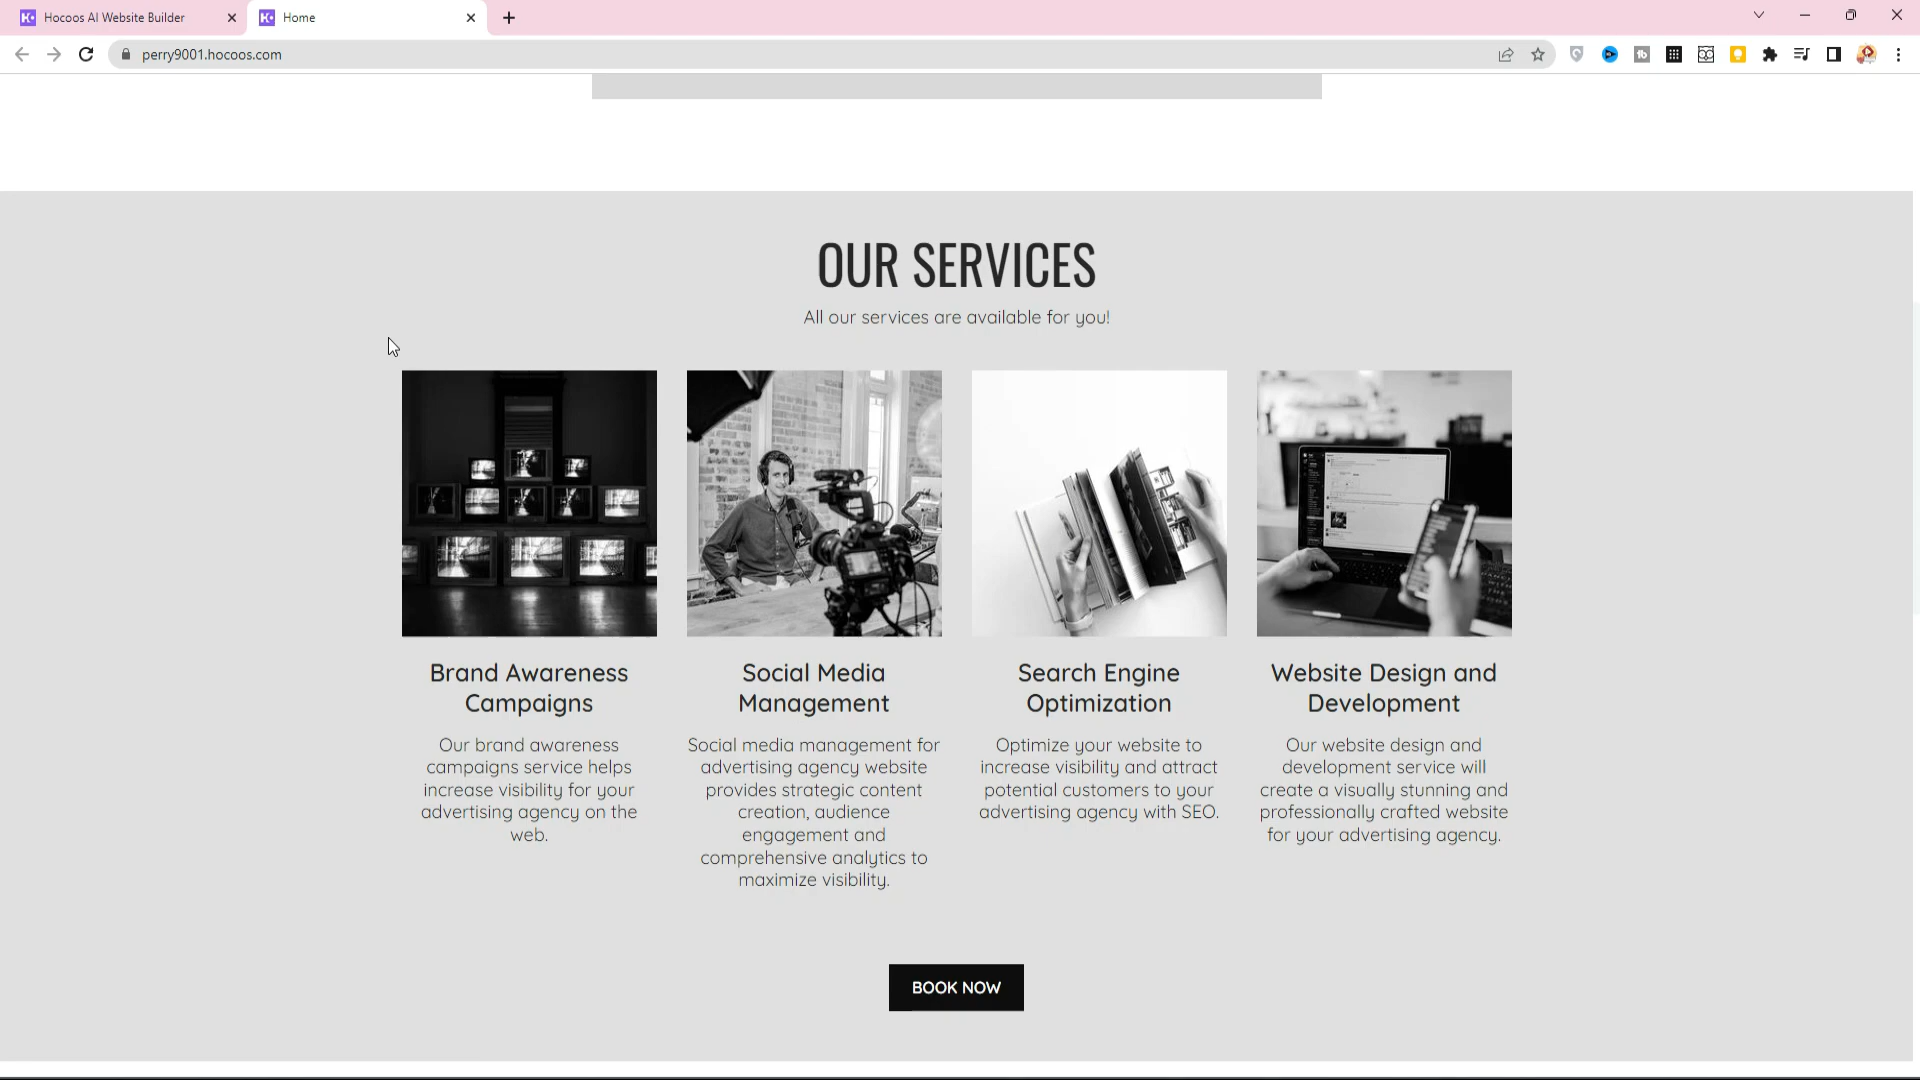 Hocoos AI Website Builder
Home
perry9001.hocoos.com
OUR SERVICES
All our services are available for you!
Brand Awareness
Campaigns
Our brand awareness
campaigns service helps
increase visibility for your
advertising agency on the
web.
Social Media
Management
Social media management for
advertising agency website
provides strategic content
creation, audience
engagement and
comprehensive analytics to
maximize visibility.
Search Engine
Optimization
Optimize your website to
increase visibility and attract
potential customers to your
advertising agency with SEO.
Website Design and
Development
Our website design and
development service will
create a visually stunning and
professionally crafted website
for your advertising agency.
BOOK NOW